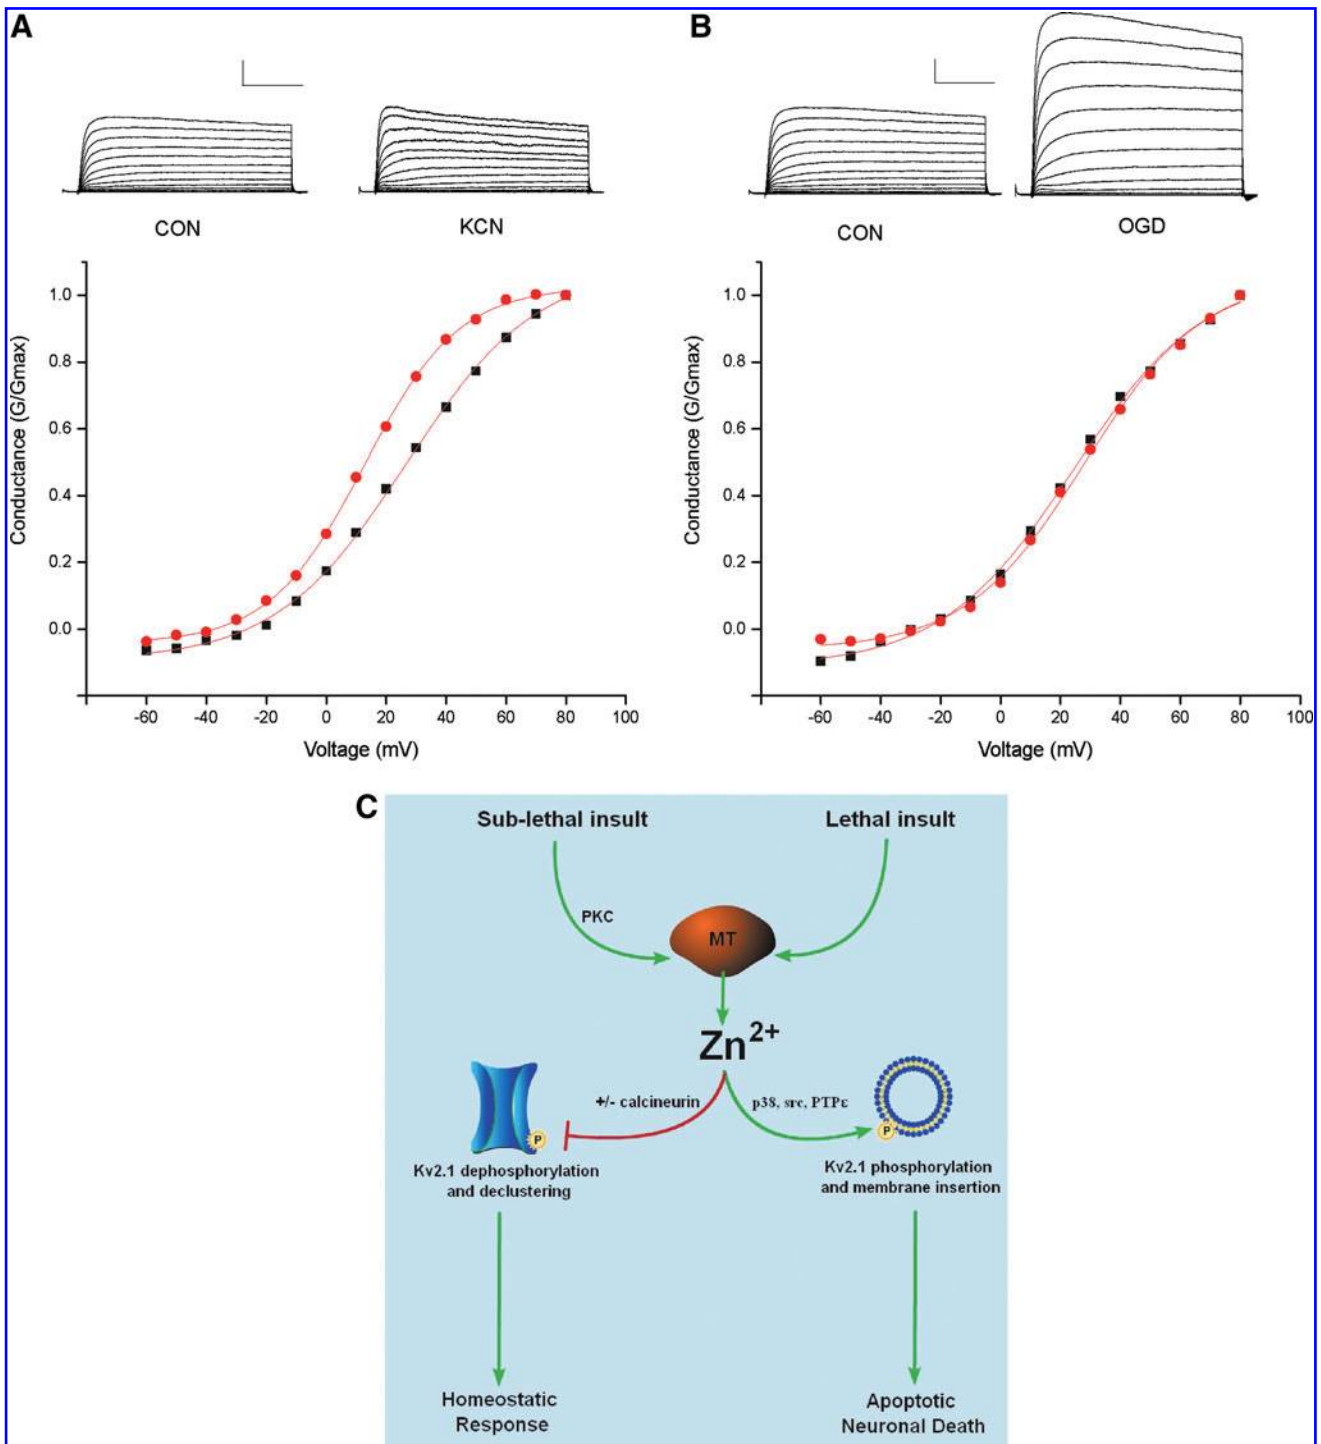 A
CON
KCN
Conductance (G/Gmax)
1.0
0.8
0.6
0.4
0.2
0.0
-60 -40 -20 0 20 40 60 80 100
Voltage (mV)
B
CON
OGD
Conductance (G/Gmax)
1.0
0.8
0.6
0.4
0.2
0.0
-60 -40 -20 0 20 40 60 80 100
Voltage (mV)
C
Sub-lethal insult
Lethal insult
PKC
MT
Zn2+
+/- calcineurin
p38, src, PTPε
P
P
Kv2.1 dephosphorylation
and declustering
Kv2.1 phosphorylation
and membrane insertion
Homeostatic
Response
Apoptotic
Neuronal Death